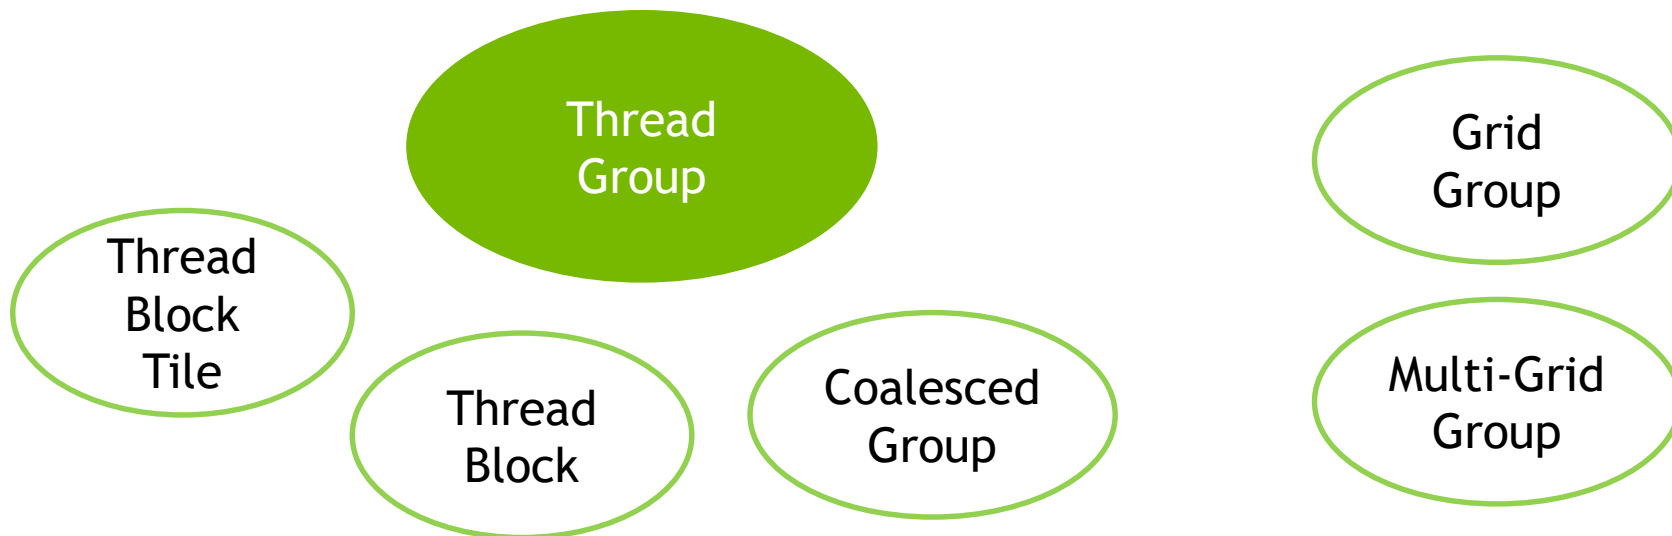 Thread
Group
Thread
Block
Tile
Thread
Block
Coalesced
Group
Grid
Group
Multi-Grid
Group